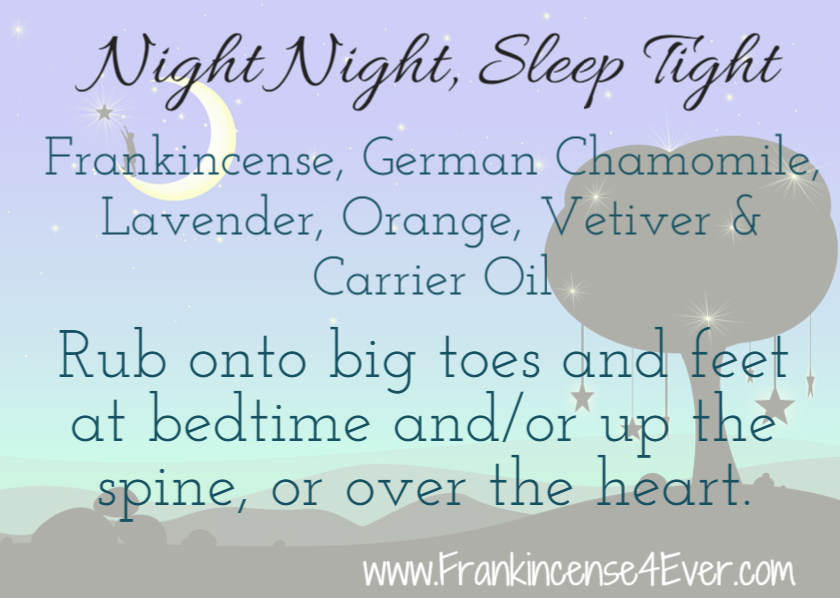 Night Night, Sleep Tight
Frankincense, German Chamomile,
Lavender, Orange, Vetiver &
Carrier Oil
Rub onto big toes and feet
at bedtime and/or up the
spine, or over the heart.
www.Frankincense4Ever.com